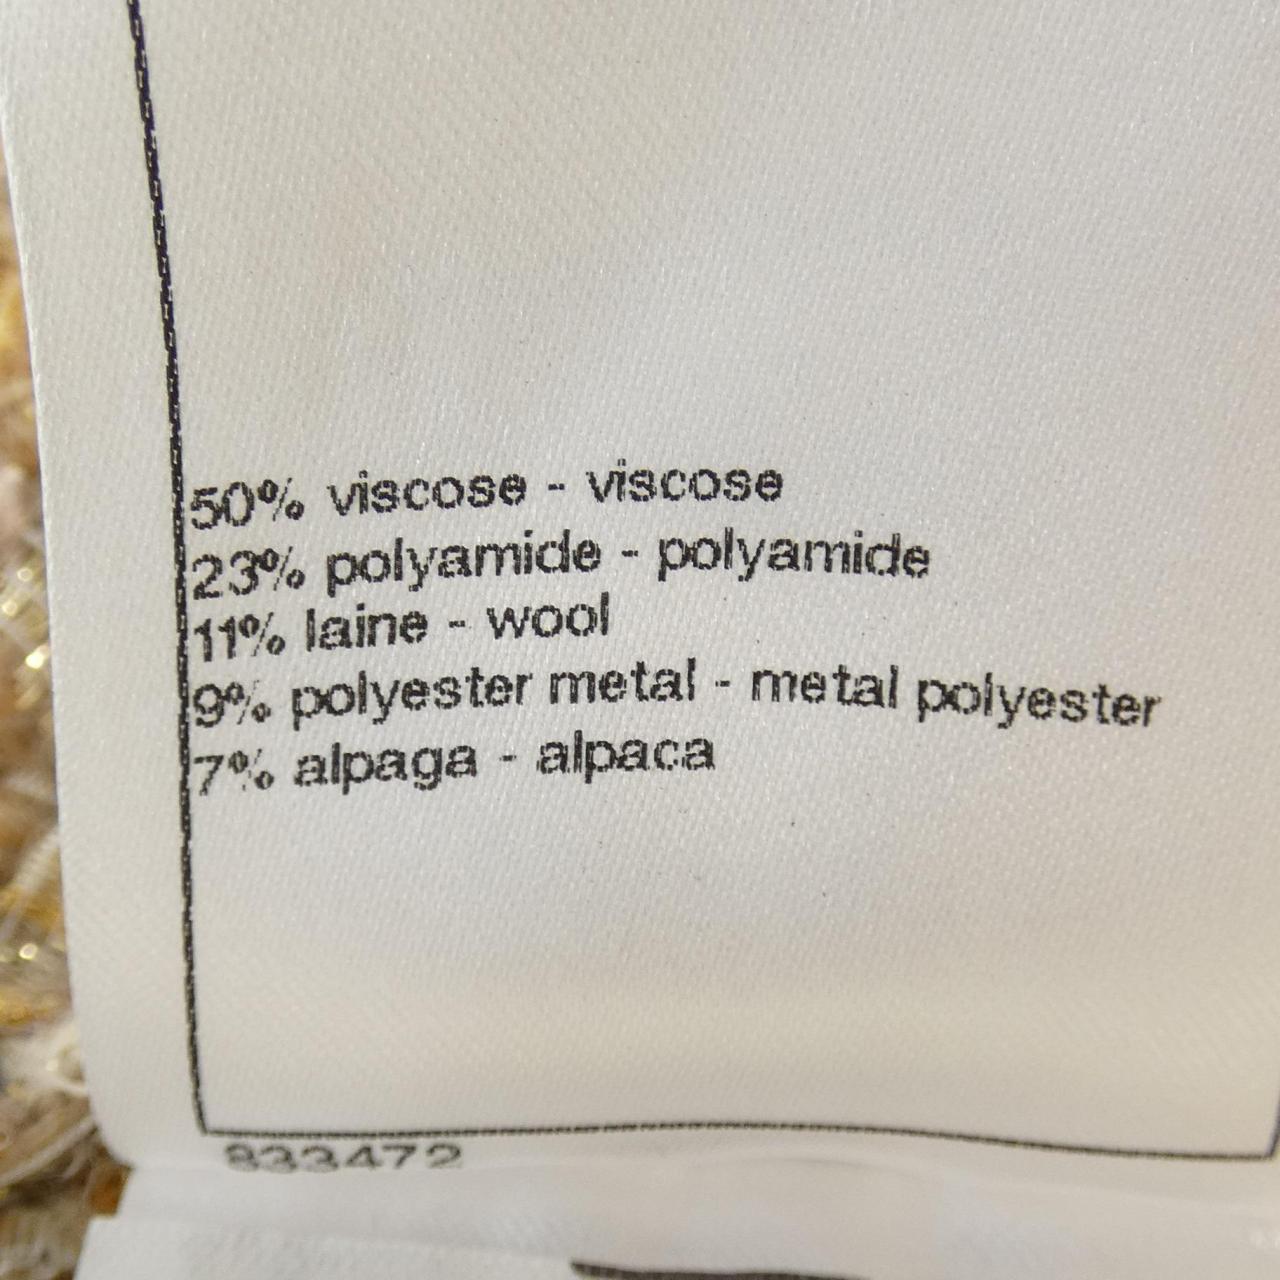 50% viscose - viscose
23% polyamide - polyamide
11% laine - wool
9% polyester metal - metal polyester
7% alpaga - alpaca
833472